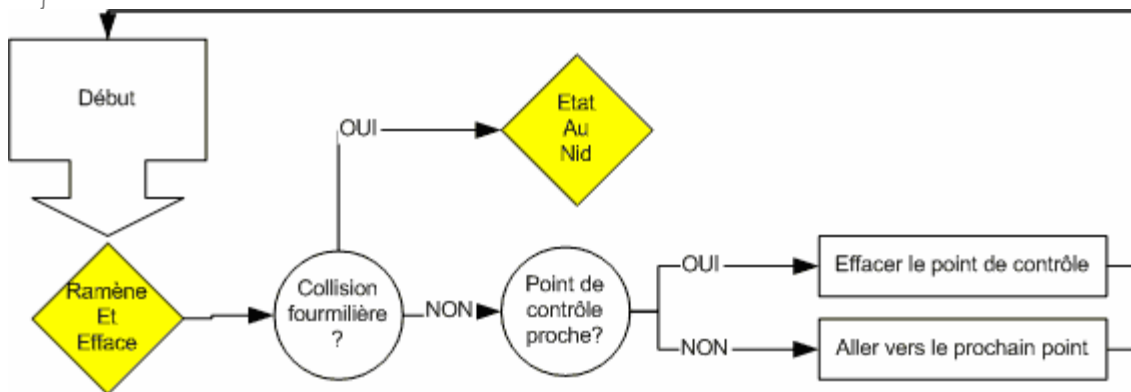 Début
Etat
Au
Nid
OUI
Ramène
Et
Efface
Collision
fourmilière
?
NON
Point de
contrôle
proche?
OUI
Effacer le point de contrôle
NON
Aller vers le prochain point